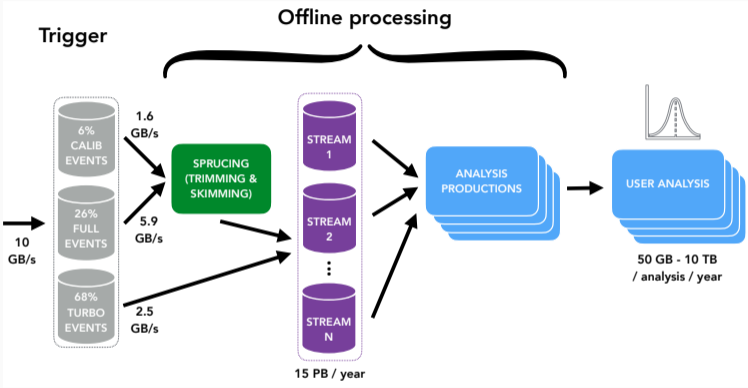 Offline processing
Trigger
6%
CALIB
EVENTS
1.6
GB/s
26%
FULL
EVENTS
5.9
GB/s
10
GB/s
68%
TURBO
EVENTS
2.5
GB/s
SPRUCING
(TRIMMING &
SKIMMING)
STREAM
1
STREAM
2
STREAM
N
15 PB / year
ANALYSIS
PRODUCTIONS
USER ANALYSIS
50 GB - 10 TB
/ analysis / year